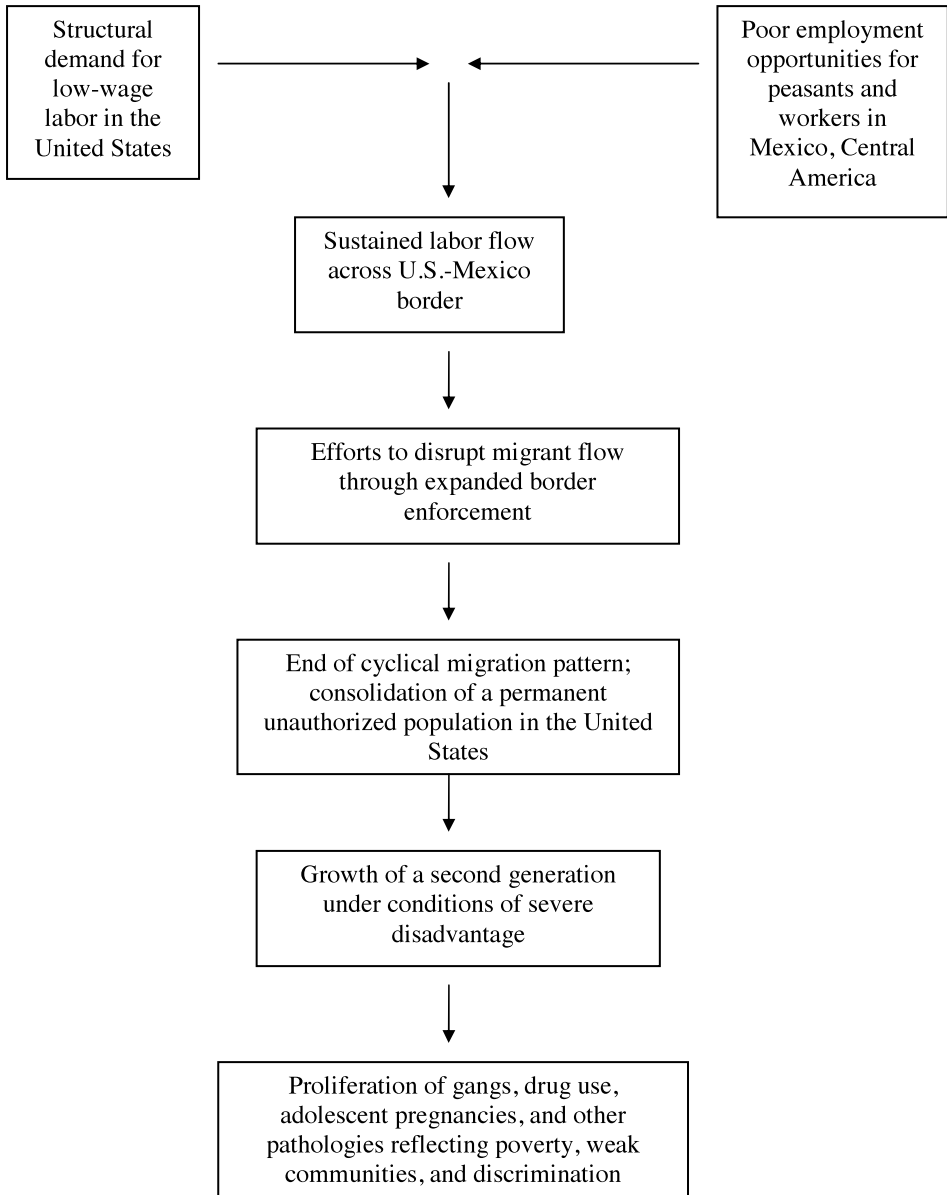 Structural
demand for
low-wage
labor in the
United States
Poor employment
opportunities for
peasants and
workers in
Mexico, Central
America
Sustained labor flow
across U.S.-Mexico
border
Efforts to disrupt migrant flow
through expanded border
enforcement
End of cyclical migration pattern;
consolidation of a permanent
unauthorized population in the United
States
Growth of a second generation
under conditions of severe
disadvantage
Proliferation of gangs, drug use,
adolescent pregnancies, and other
pathologies reflecting poverty, weak
communities, and discrimination